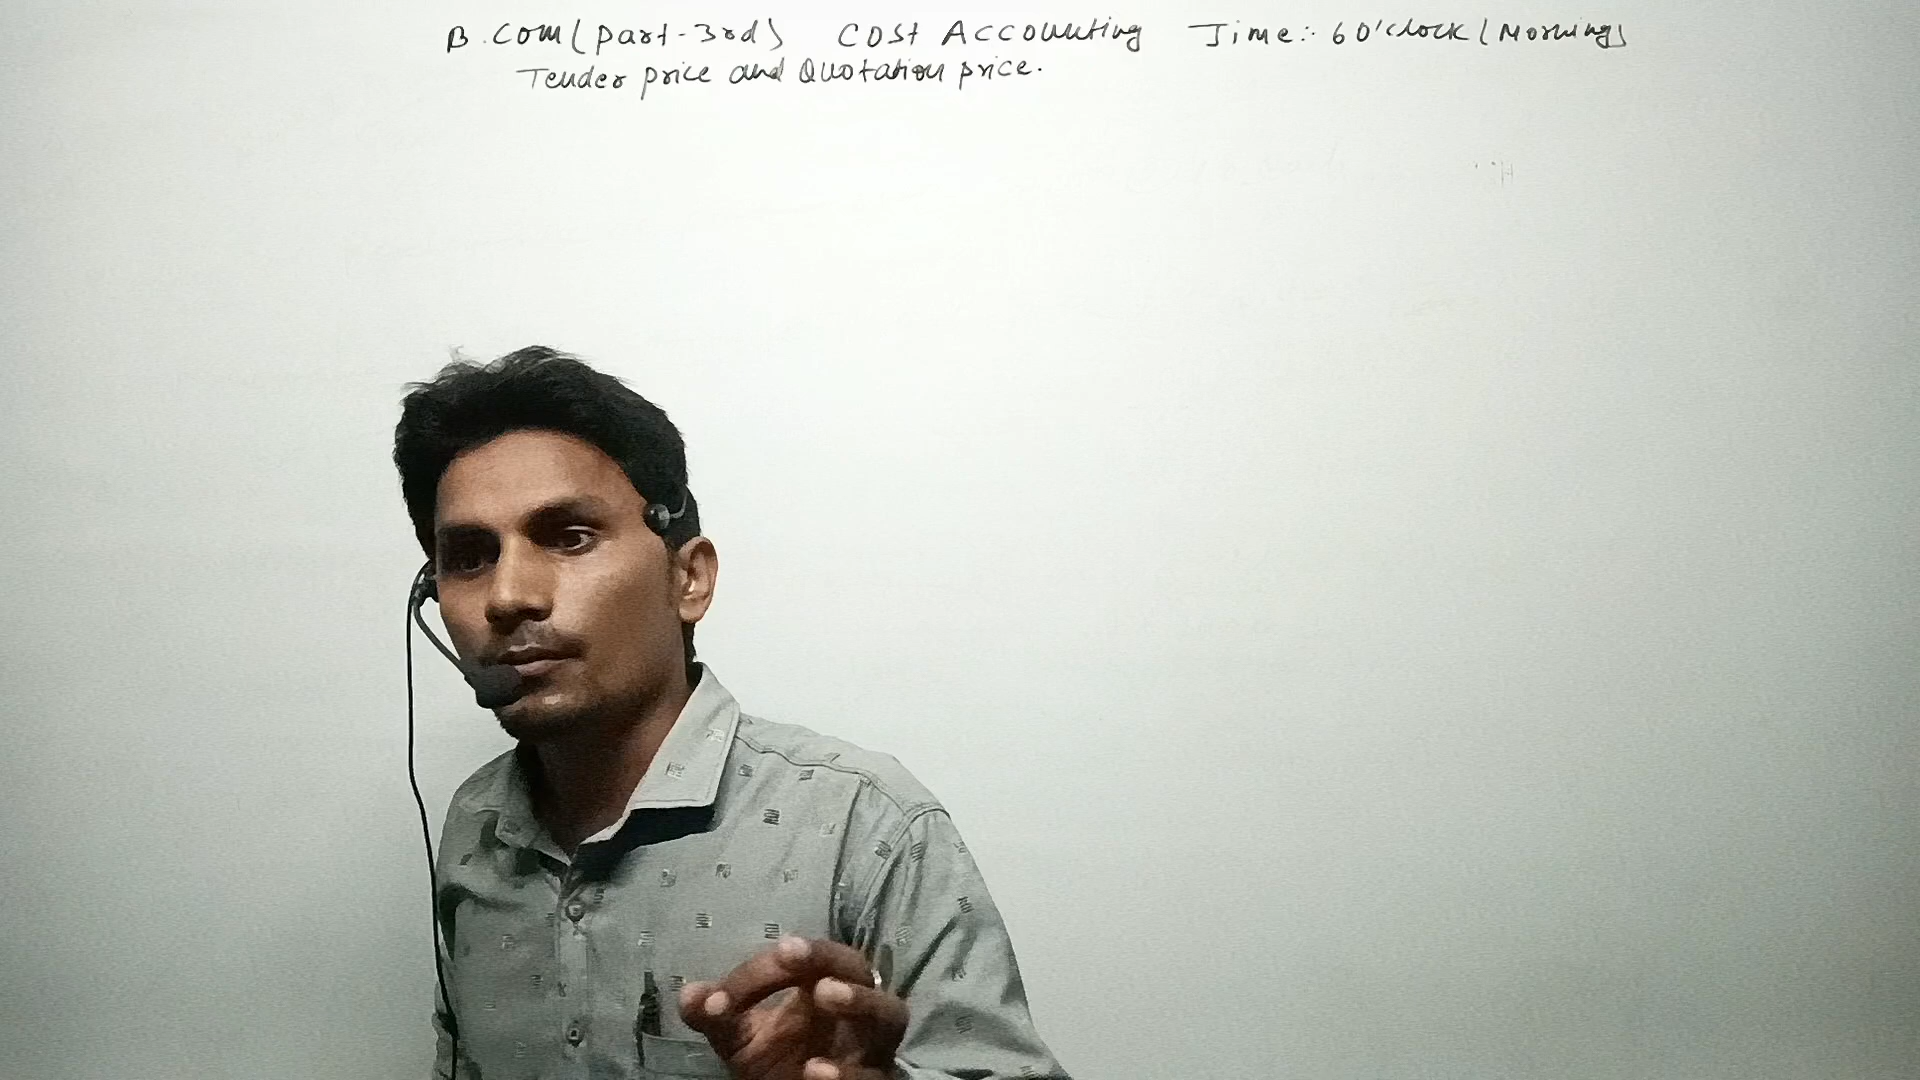 B.Com (part-3rd) COST Accounting Time:- 6 O'clock (Morning)
Tender price and Quotation price.